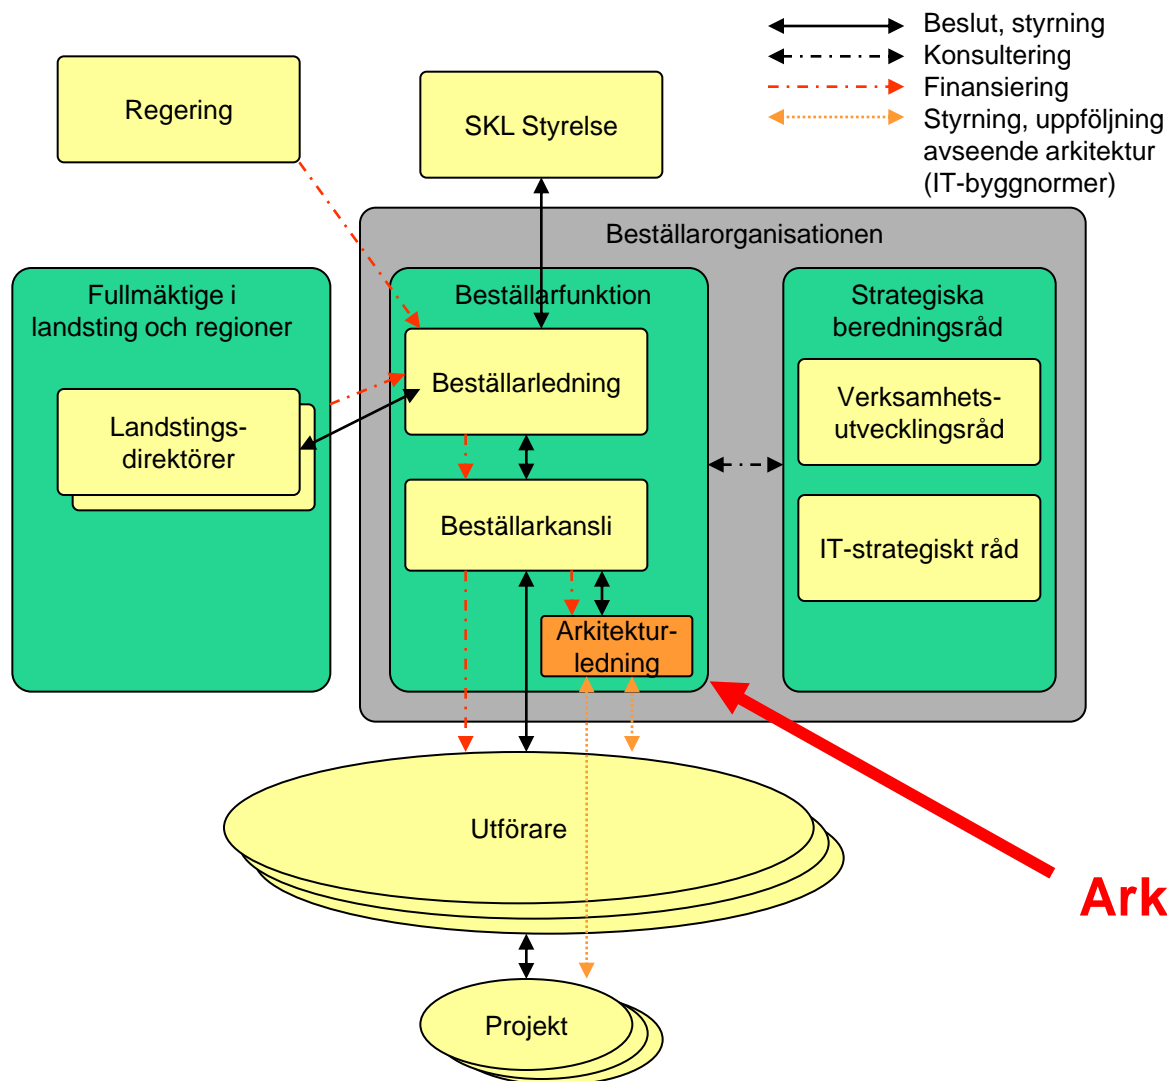 Beslut, styrning
Konsultering
Finansiering
Styrning, uppföljning
avseende arkitektur
(IT-byggnormer)
Regering
SKL Styrelse
Beställarorganisationen
Fullmäktige i
landsting och regioner
Beställarfunktion
Strategiska
beredningsråd
Landstings-
direktörer
Beställarledning
Verksamhets-
utvecklingsråd
Beställarkansli
IT-strategiskt råd
Arkitektur-
ledning
Utförare
Ark
Projekt